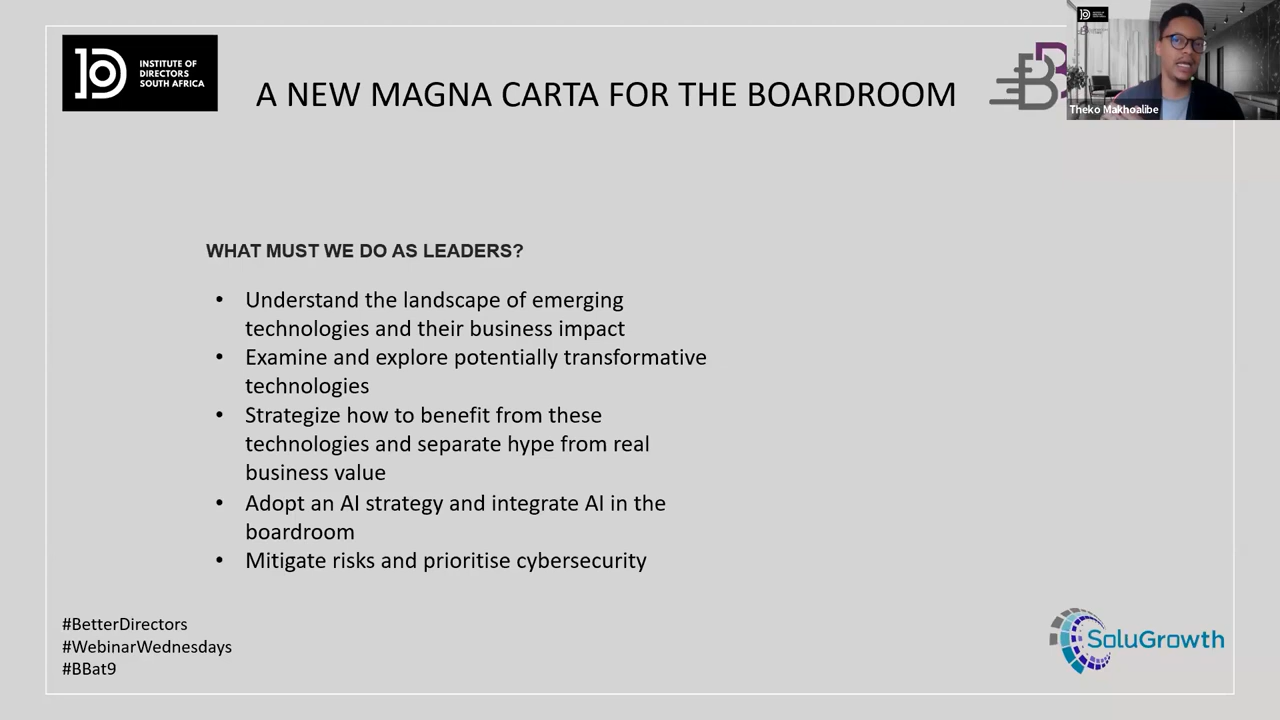 INSTITUTE OF
DIRECTORS
SOUTH AFRICA
A NEW MAGNA CARTA FOR THE BOARDROOM
Theko Makhoalibe
WHAT MUST WE DO AS LEADERS?
• Understand the landscape of emerging
technologies and their business impact
• Examine and explore potentially transformative
technologies
• Strategize how to benefit from these
technologies and separate hype from real
business value
• Adopt an AI strategy and integrate AI in the
boardroom
• Mitigate risks and prioritise cybersecurity
#BetterDirectors
#WebinarWednesdays
#BBat9
SoluGrowth